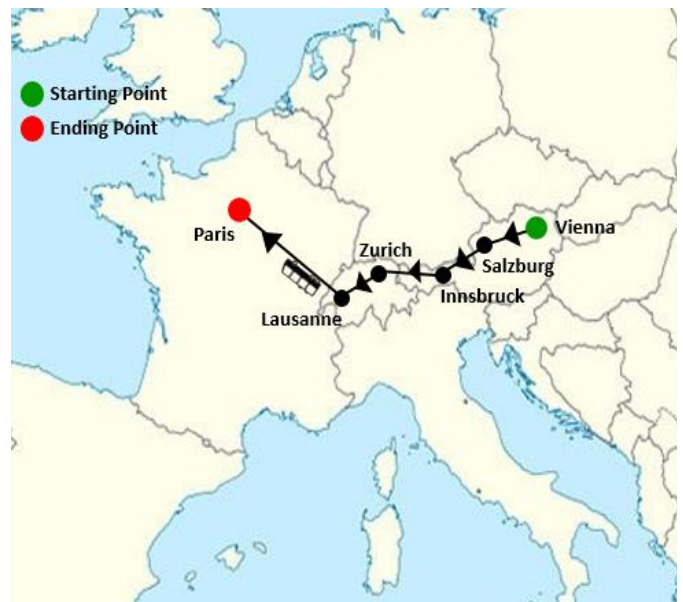 Starting Point
Ending Point
Paris
Vienna
Zurich
Salzburg
Innsbruck
Lausanne